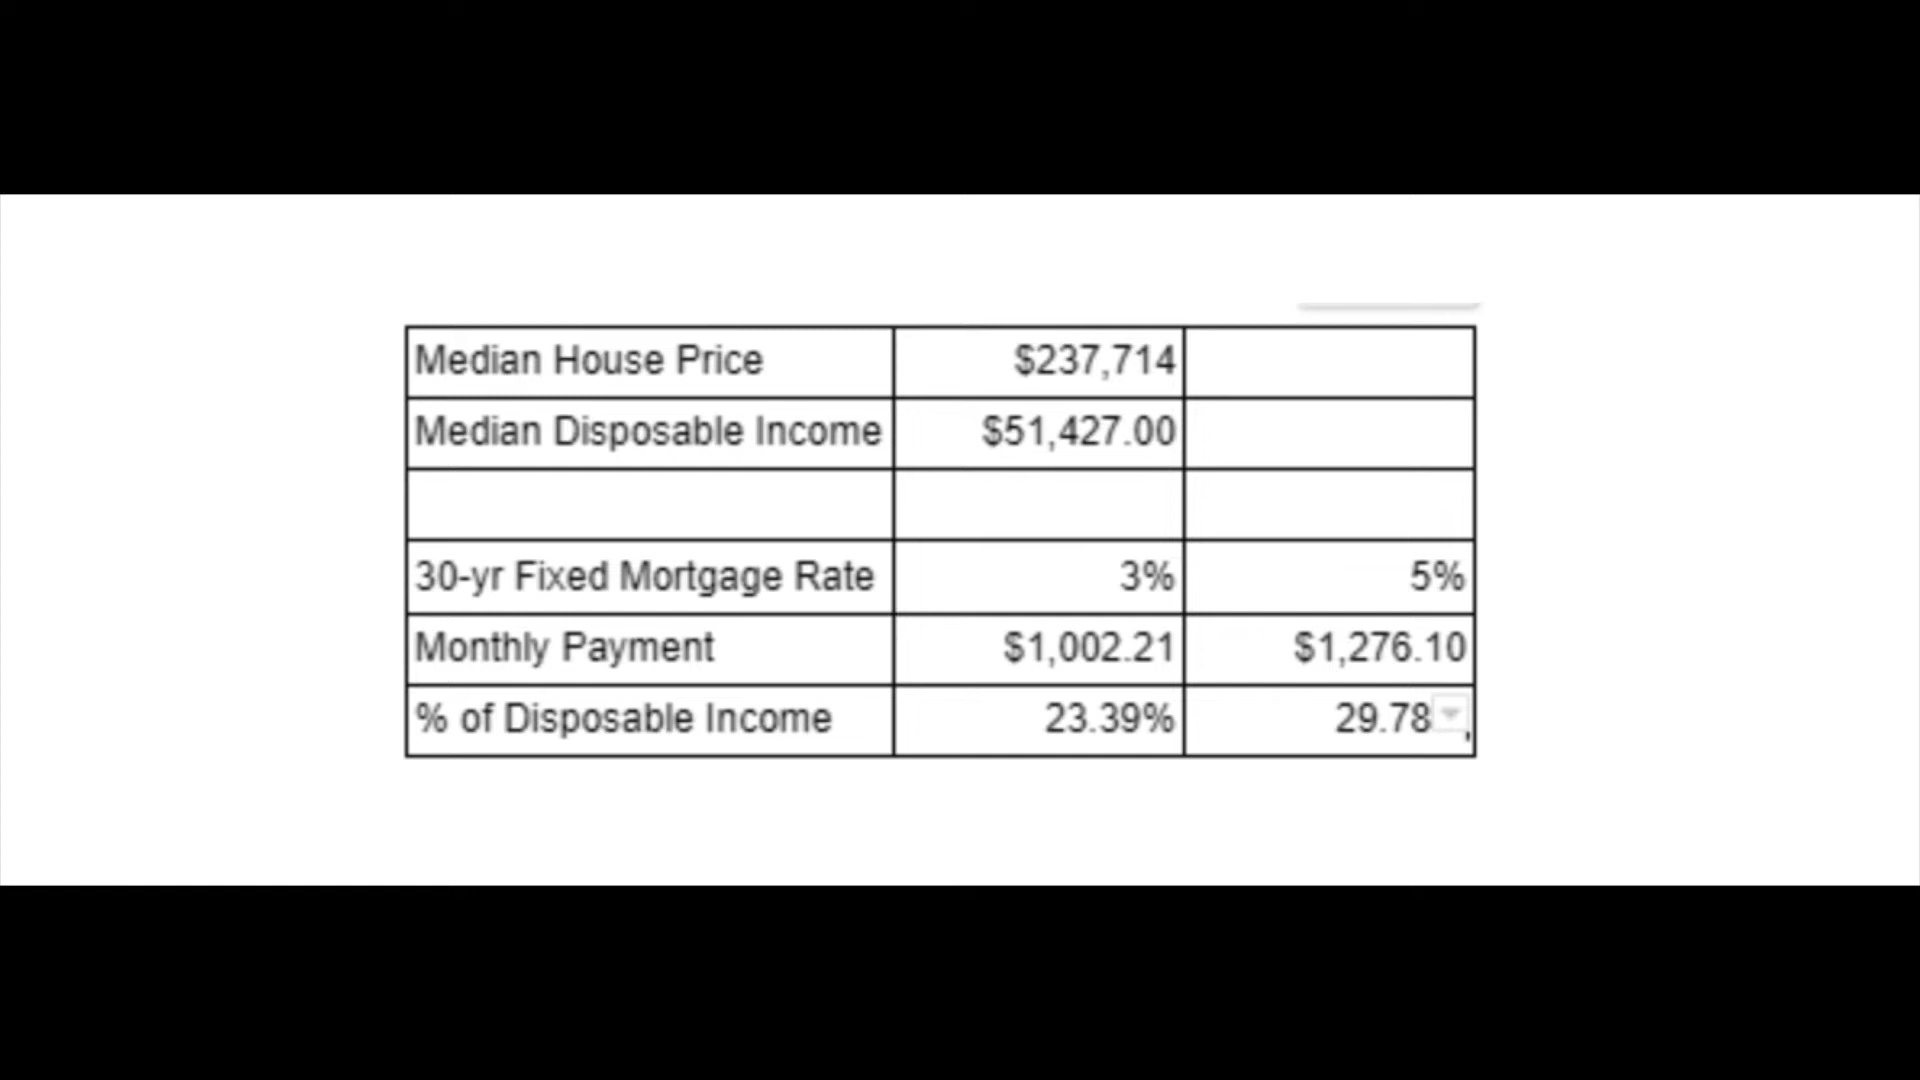 Median House Price $237,714
Median Disposable Income $51,427.00
30-yr Fixed Mortgage Rate 3% 5%
Monthly Payment $1,002.21 $1,276.10
% of Disposable Income 23.39% 29.78